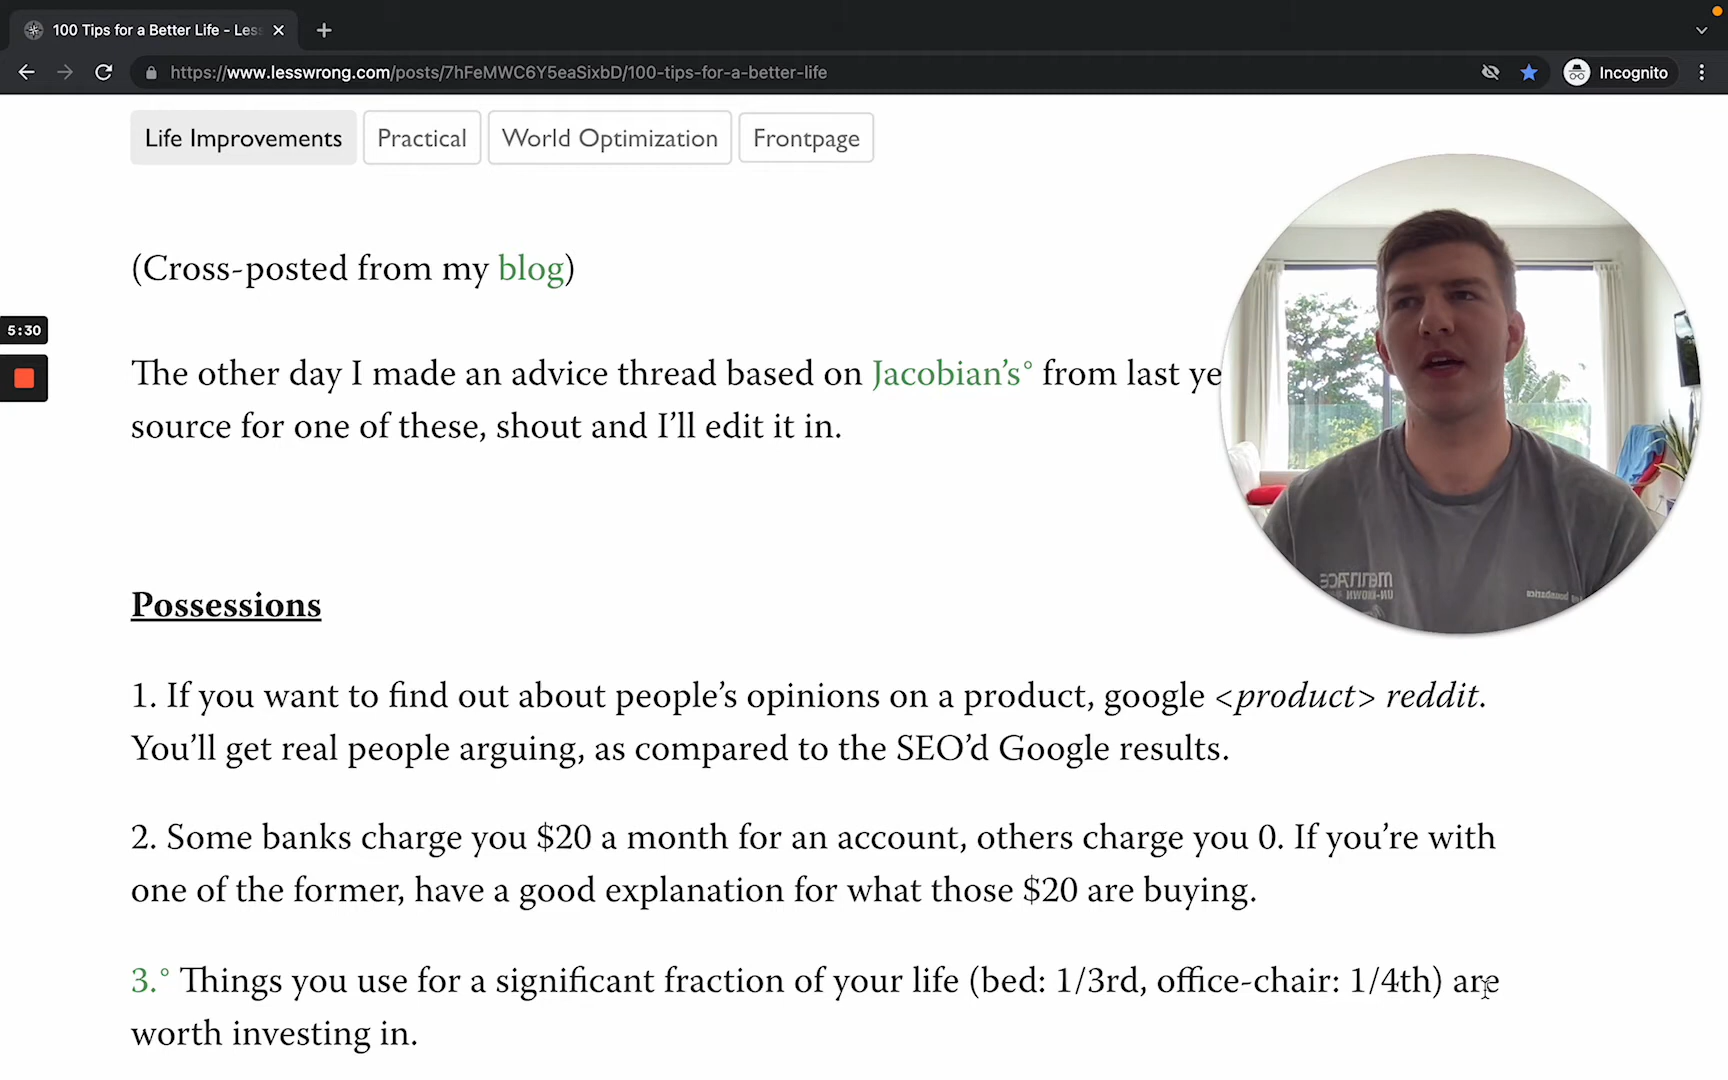 100 Tips for a Better Life - Les
https://www.lesswrong.com/posts/7hFeMWC6Y5eaSixbD/100-tips-for-a-better-life
Incognito
Life Improvements
Practical
World Optimization
Frontpage
(Cross-posted from my blog)
5:30
The other day I made an advice thread based on Jacobian’s° from last ye
source for one of these, shout and I’ll edit it in.
Possessions
1. If you want to find out about people’s opinions on a product, google <product> reddit.
You’ll get real people arguing, as compared to the SEO’d Google results.
2. Some banks charge you $20 a month for an account, others charge you 0. If you’re with
one of the former, have a good explanation for what those $20 are buying.
3.° Things you use for a significant fraction of your life (bed: 1/3rd, office-chair: 1/4th) are
worth investing in.